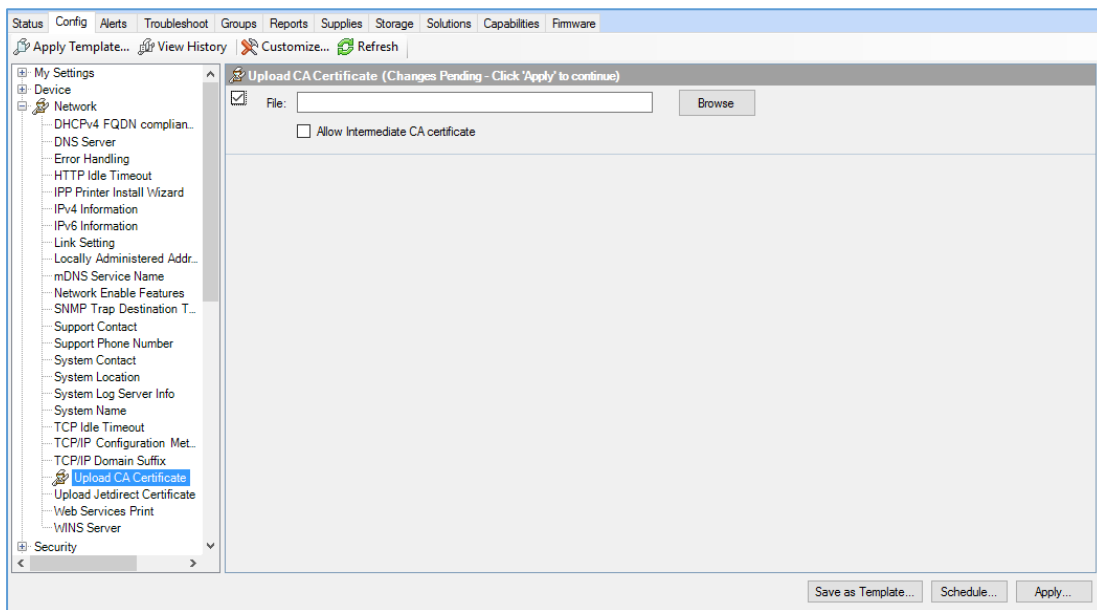 Status Config Alerts Troubleshoot Groups Reports Supplies Storage Solutions Capabilities Firmware
Apply Template... View History Customize... Refresh
My Settings
Device
Network
DHCPv4 FQDN complian...
DNS Server
Error Handling
HTTP Idle Timeout
IPP Printer Install Wizard
IPv4 Information
IPv6 Information
Link Setting
Locally Administered Addr...
mDNS Service Name
Network Enable Features
SNMP Trap Destination T...
Support Contact
Support Phone Number
System Contact
System Location
System Log Server Info
System Name
TCP Idle Timeout
TCP/IP Configuration Met...
TCP/IP Domain Suffix
Upload CA Certificate
Upload Jetdirect Certificate
Web Services Print
WINS Server
Security
Upload CA Certificate (Changes Pending - Click 'Apply' to continue)
File: Browse
Allow Intermediate CA certificate
Save as Template... Schedule... Apply...